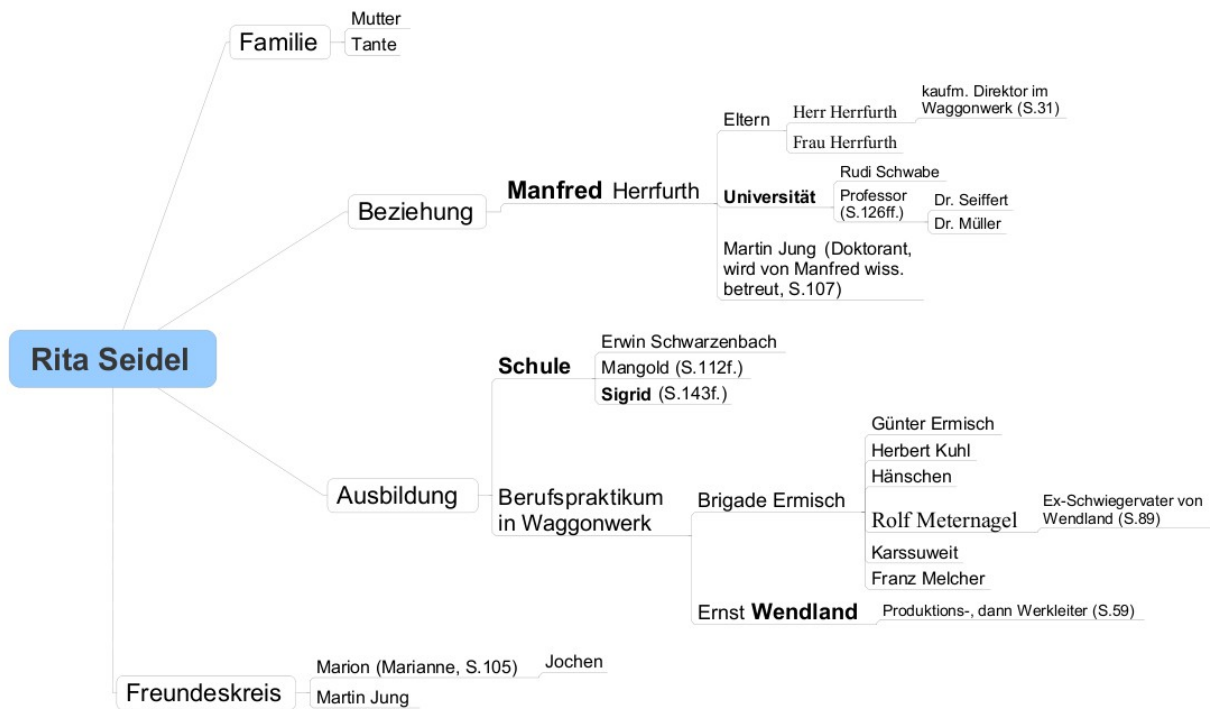 Mutter
Familie
Tante
kaufm. Direktor im
Waggonwerk (S.31)
Herr Herrfurth
Eltern
Frau Herrfurth
Rudi Schwabe
Manfred Herrfurth
Universität
Professor
(S.126ff.)
Dr. Seiffert
Dr. Müller
Beziehung
Martin Jung (Doktorant,
wird von Manfred wiss.
betreut, S.107)
Rita Seidel
Erwin Schwarzenbach
Schule
Mangold (S.112f.)
Sigrid (S.143f.)
Günter Ermisch
Herbert Kuhl
Hänschen
Ausbildung
Berufspraktikum
in Waggonwerk
Brigade Ermisch
Rolf Meternagel
Ex-Schwiegervater von
Wendland (S.89)
Karssuweit
Franz Melcher
Ernst Wendland
Produktions-, dann Werkleiter (S.59)
Marion (Marianne, S.105)
Jochen
Freundeskreis
Martin Jung